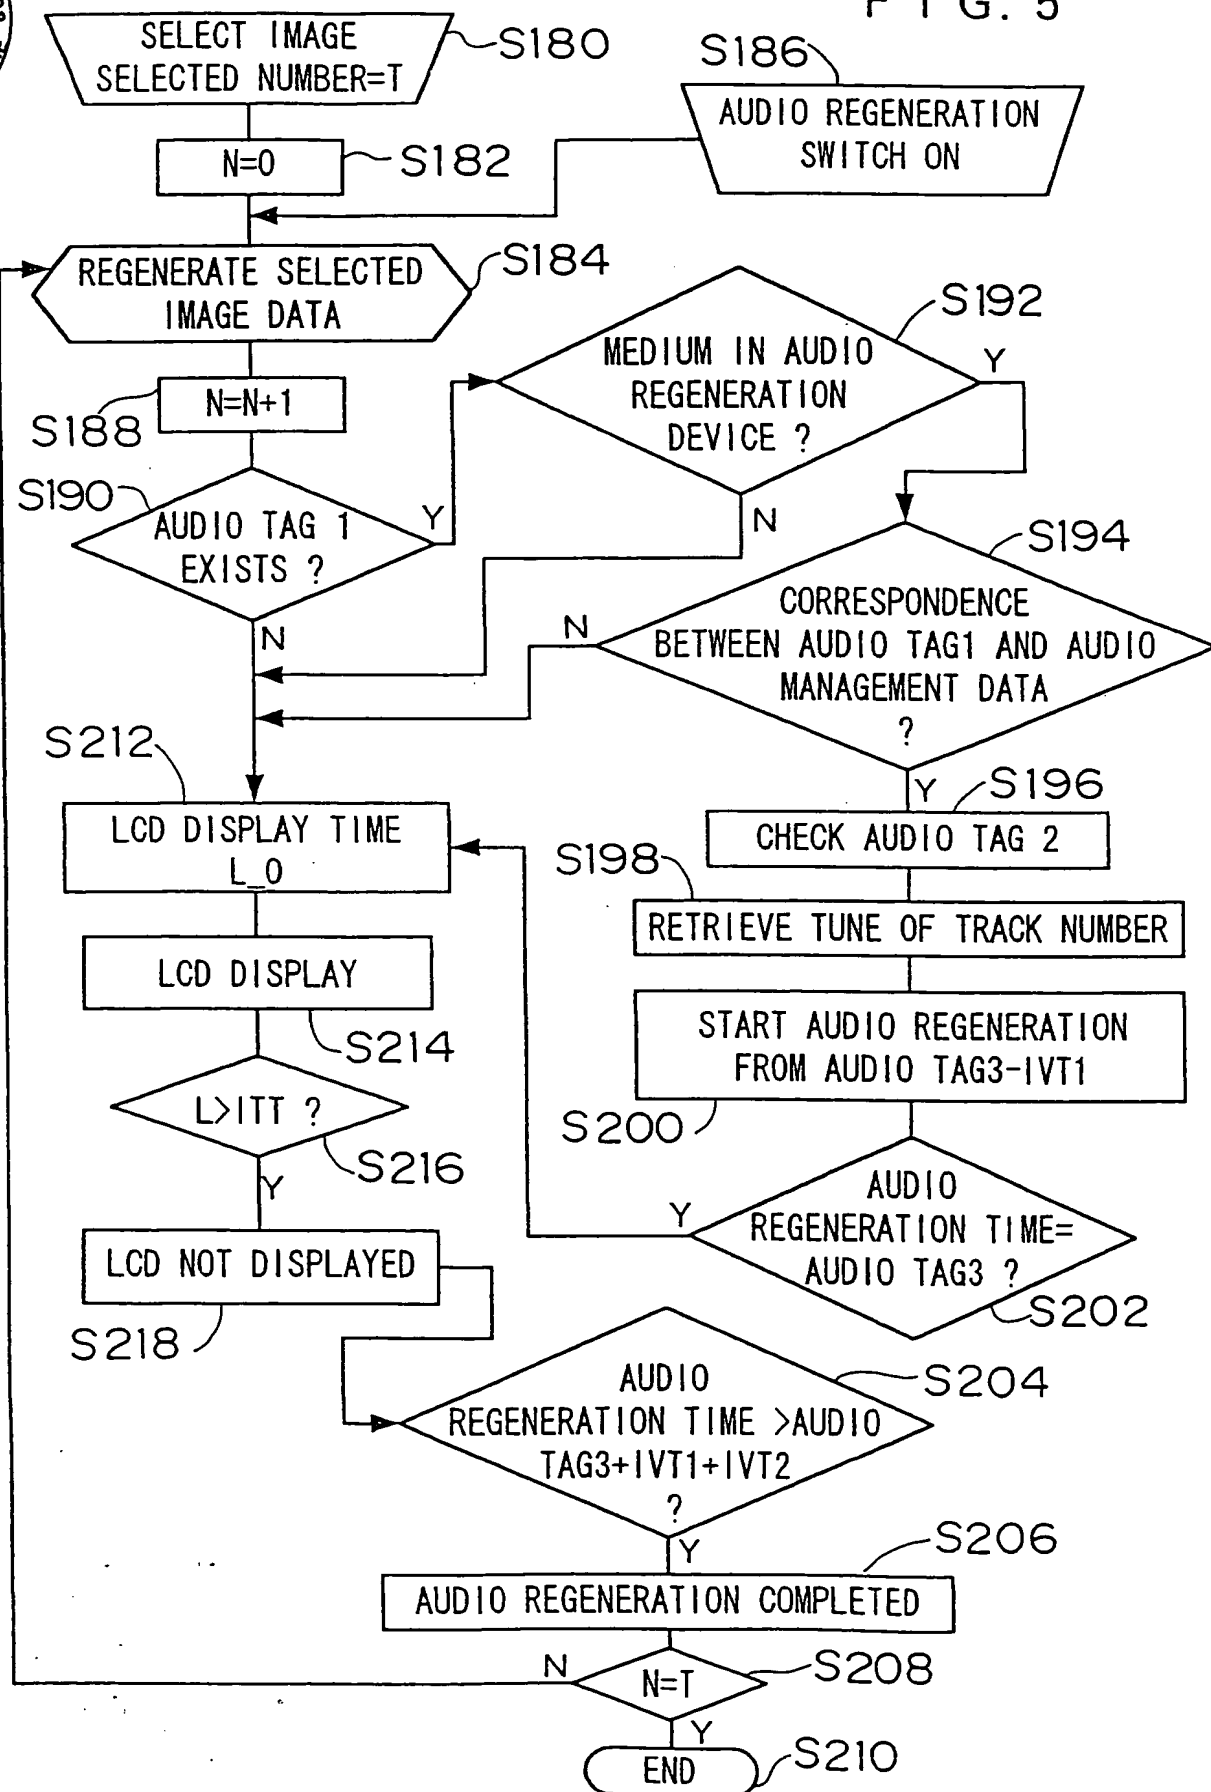 FIG. 5
SELECT IMAGE
SELECTED NUMBER=T
S180
S186
AUDIO REGENERATION
SWITCH ON
N=0
S182
REGENERATE SELECTED
IMAGE DATA
S184
S192
MEDIUM IN AUDIO
REGENERATION
DEVICE ?
Y
N
N=N+1
S188
S190
AUDIO TAG 1
EXISTS ?
Y
N
S194
CORRESPONDENCE
BETWEEN AUDIO TAG1 AND AUDIO
MANAGEMENT DATA
?
N
Y
S196
CHECK AUDIO TAG 2
S198
RETRIEVE TUNE OF TRACK NUMBER
START AUDIO REGENERATION
FROM AUDIO TAG3-IVT1
S200
AUDIO
REGENERATION TIME=
AUDIO TAG3 ?
Y
S202
S212
LCD DISPLAY TIME
L_0
LCD DISPLAY
S214
L>ITT ?
S216
Y
LCD NOT DISPLAYED
S218
AUDIO
REGENERATION TIME >AUDIO
TAG3+IVT1+IVT2
?
S204
Y
S206
AUDIO REGENERATION COMPLETED
N
N=T
S208
Y
END
S210